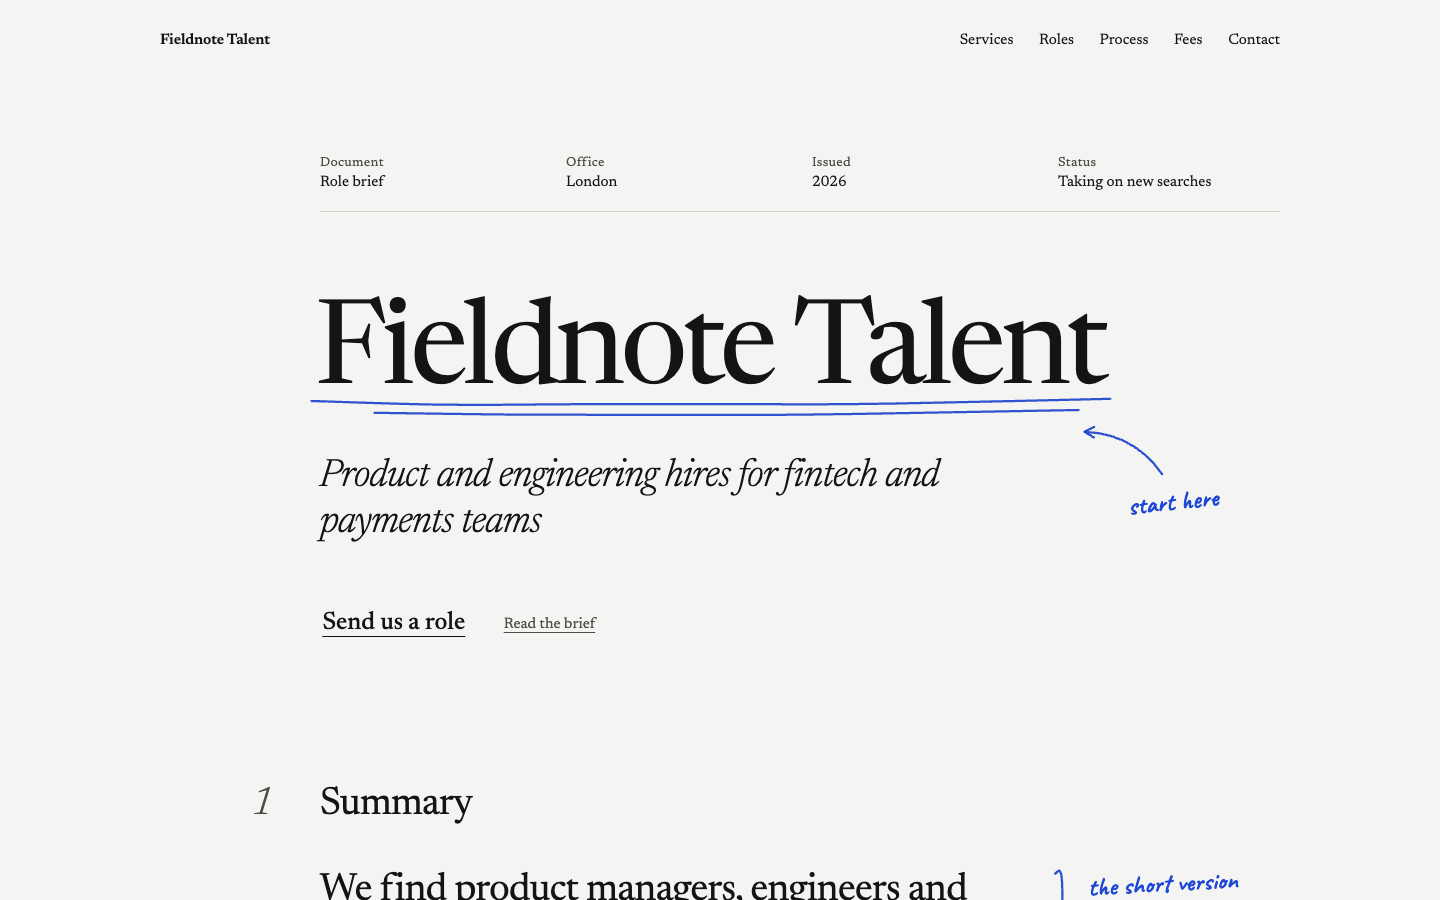 Fieldnote Talent
Services Roles Process Fees Contact
Document Office Issued Status
Role brief London 2026 Taking on new searches
Fieldnote Talent
Product and engineering hires for fintech and
payments teams
start here
Send us a role Read the brief
1 Summary
We find product managers, engineers and
the short version